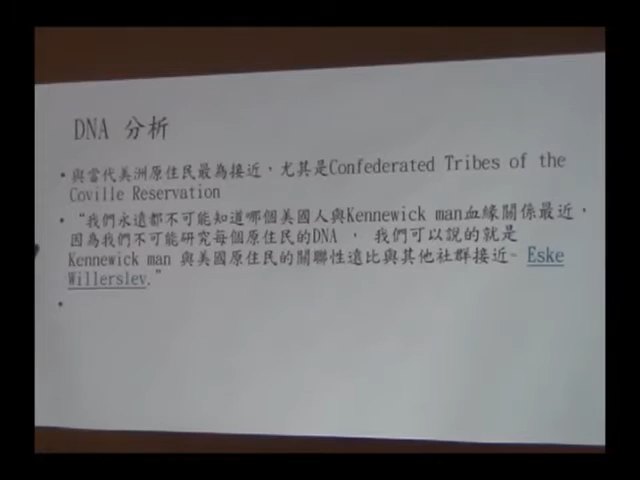 DNA 分析
•與當代美洲原住民最為接近，尤其是Confederated Tribes of the
Coville Reservation
•“我們永遠都不可能知道哪個美國人與Kennewick man血緣關係最近，
因為我們不可能研究每個原住民的DNA ， 我們可以說的就是
Kennewick man 與美國原住民的關聯性遠比與其他社群接近- Eske
Willerslev.”
•